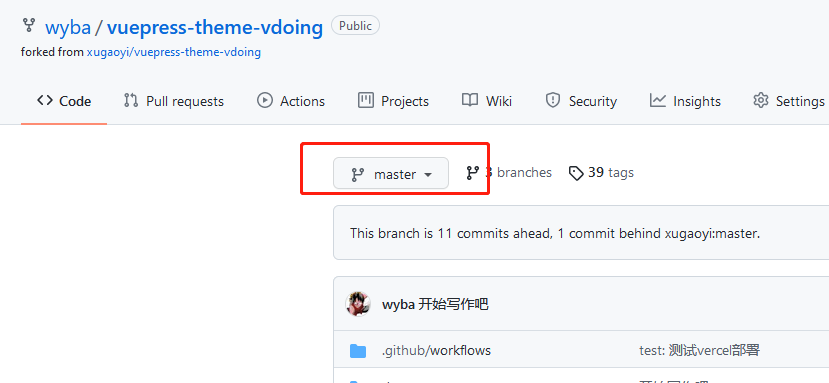 wyba / vuepress-theme-vdoing Public
forked from xugaoyi/vuepress-theme-vdoing
Code Pull requests Actions Projects Wiki Security Insights Settings
master 3 branches 39 tags
This branch is 11 commits ahead, 1 commit behind xugaoyi:master.
wyba 开始写作吧
.github/workflows test: 测试vercel部署